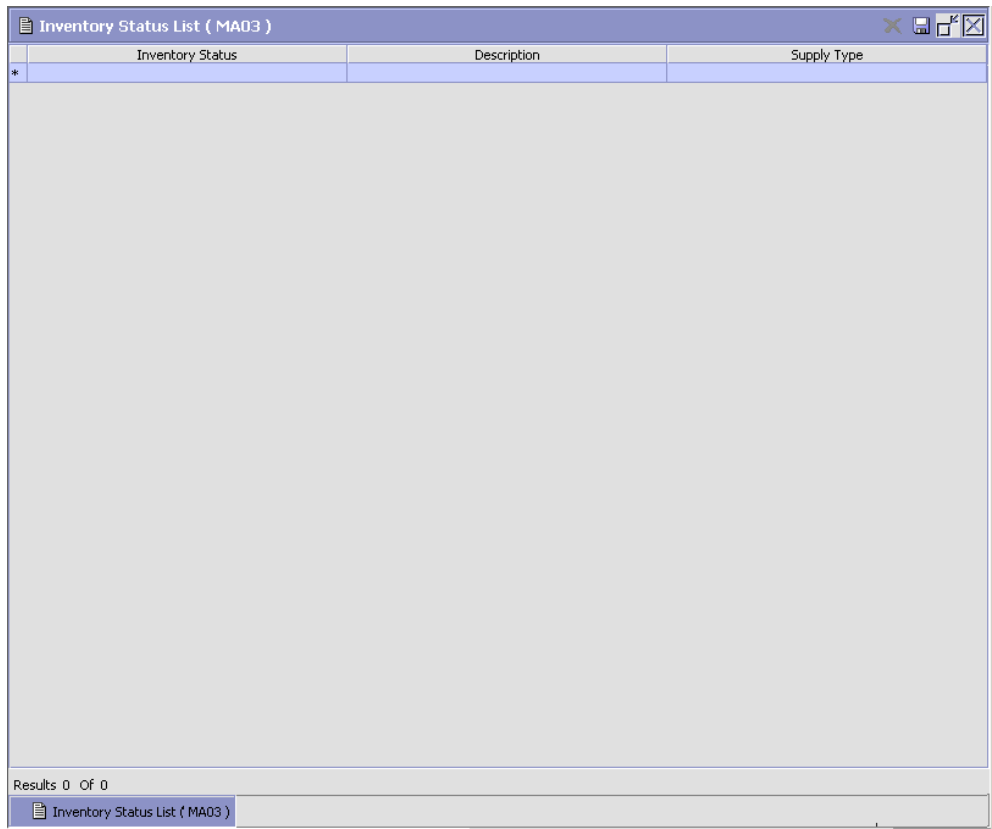 Inventory Status List ( MA03 )
Inventory Status Description Supply Type
*
Results 0 Of 0
Inventory Status List ( MA03 )